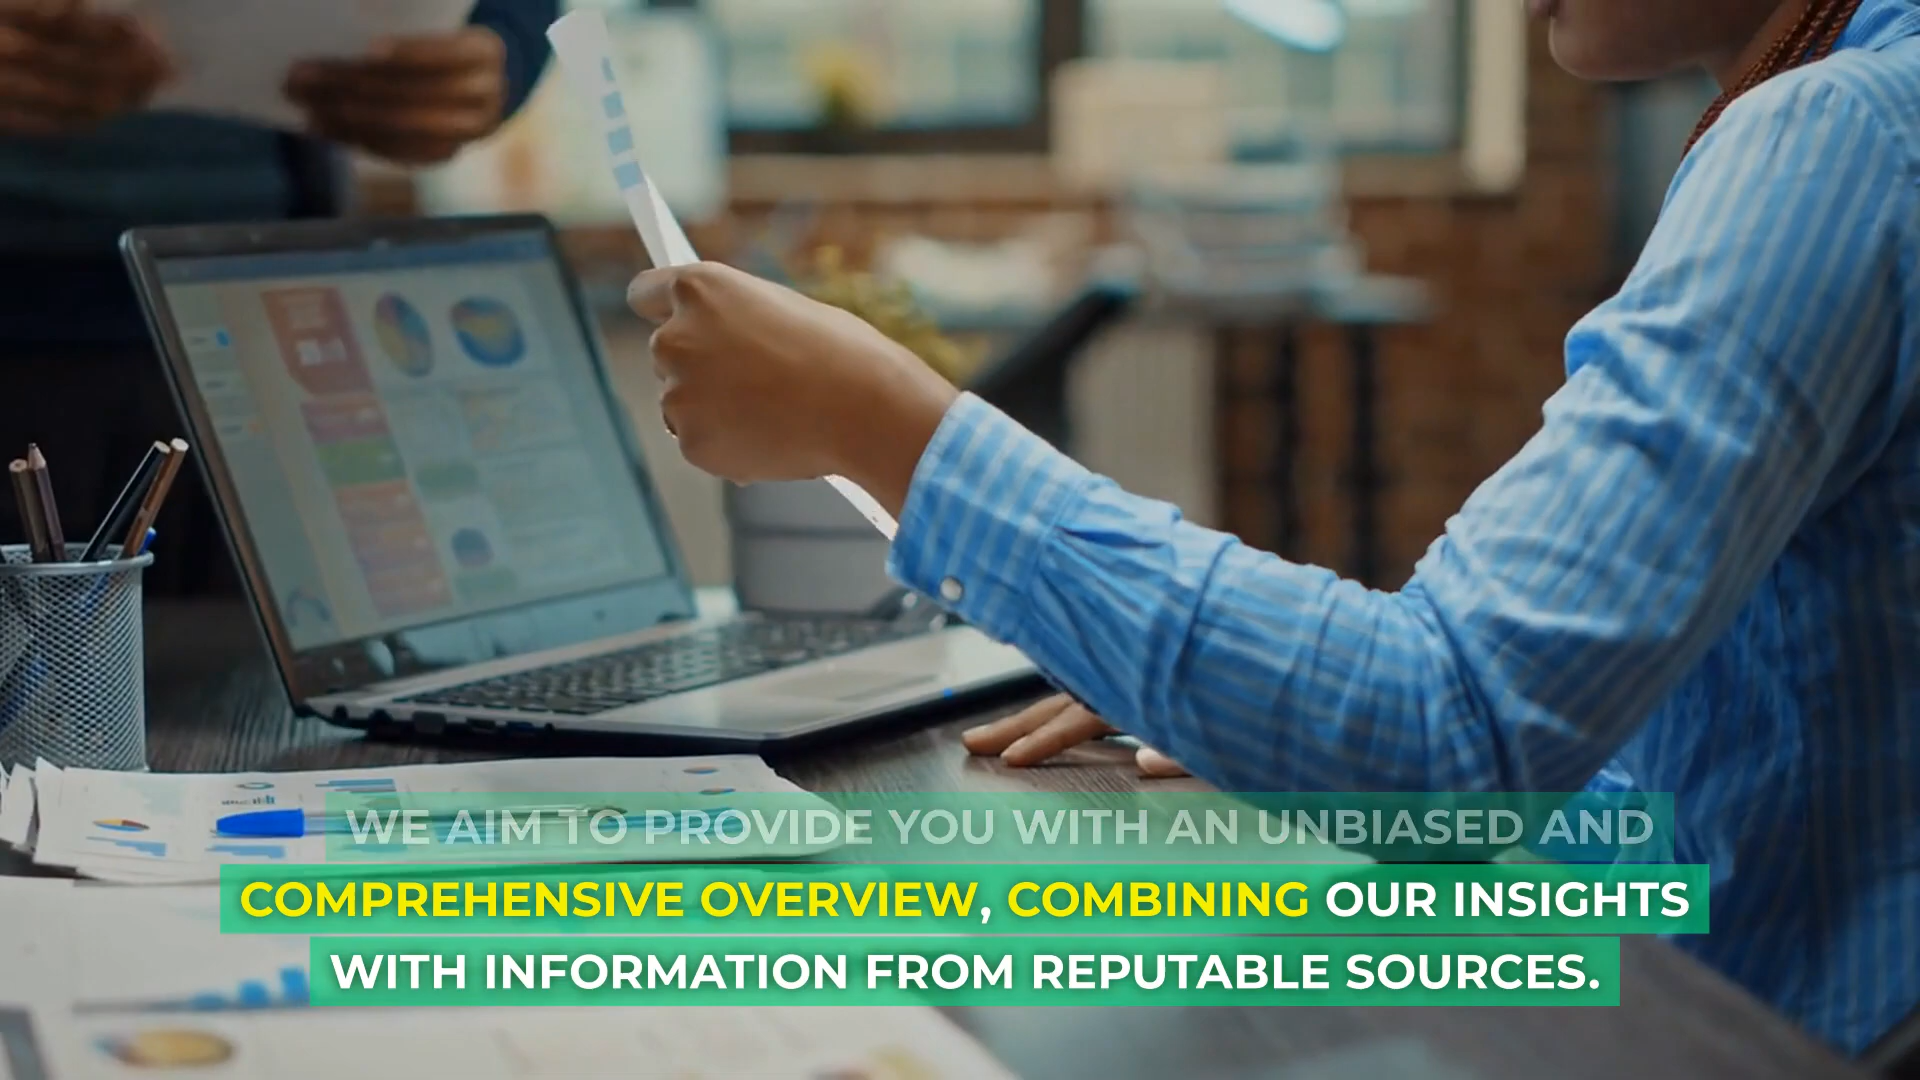 WE AIM TO PROVIDE YOU WITH AN UNBIASED AND
COMPREHENSIVE OVERVIEW, COMBINING OUR INSIGHTS
WITH INFORMATION FROM REPUTABLE SOURCES.